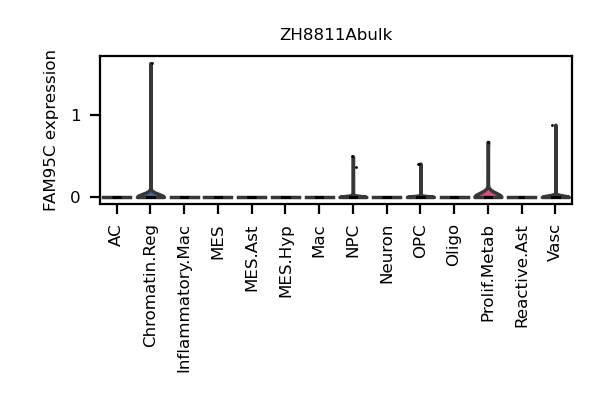 ZH8811Abulk
FAM95C expression
1
0
AC
Chromatin.Reg
Inflammatory.Mac
MES
MES.Ast
MES.Hyp
Mac
NPC
Neuron
OPC
Oligo
Prolif.Metab
Reactive.Ast
Vasc